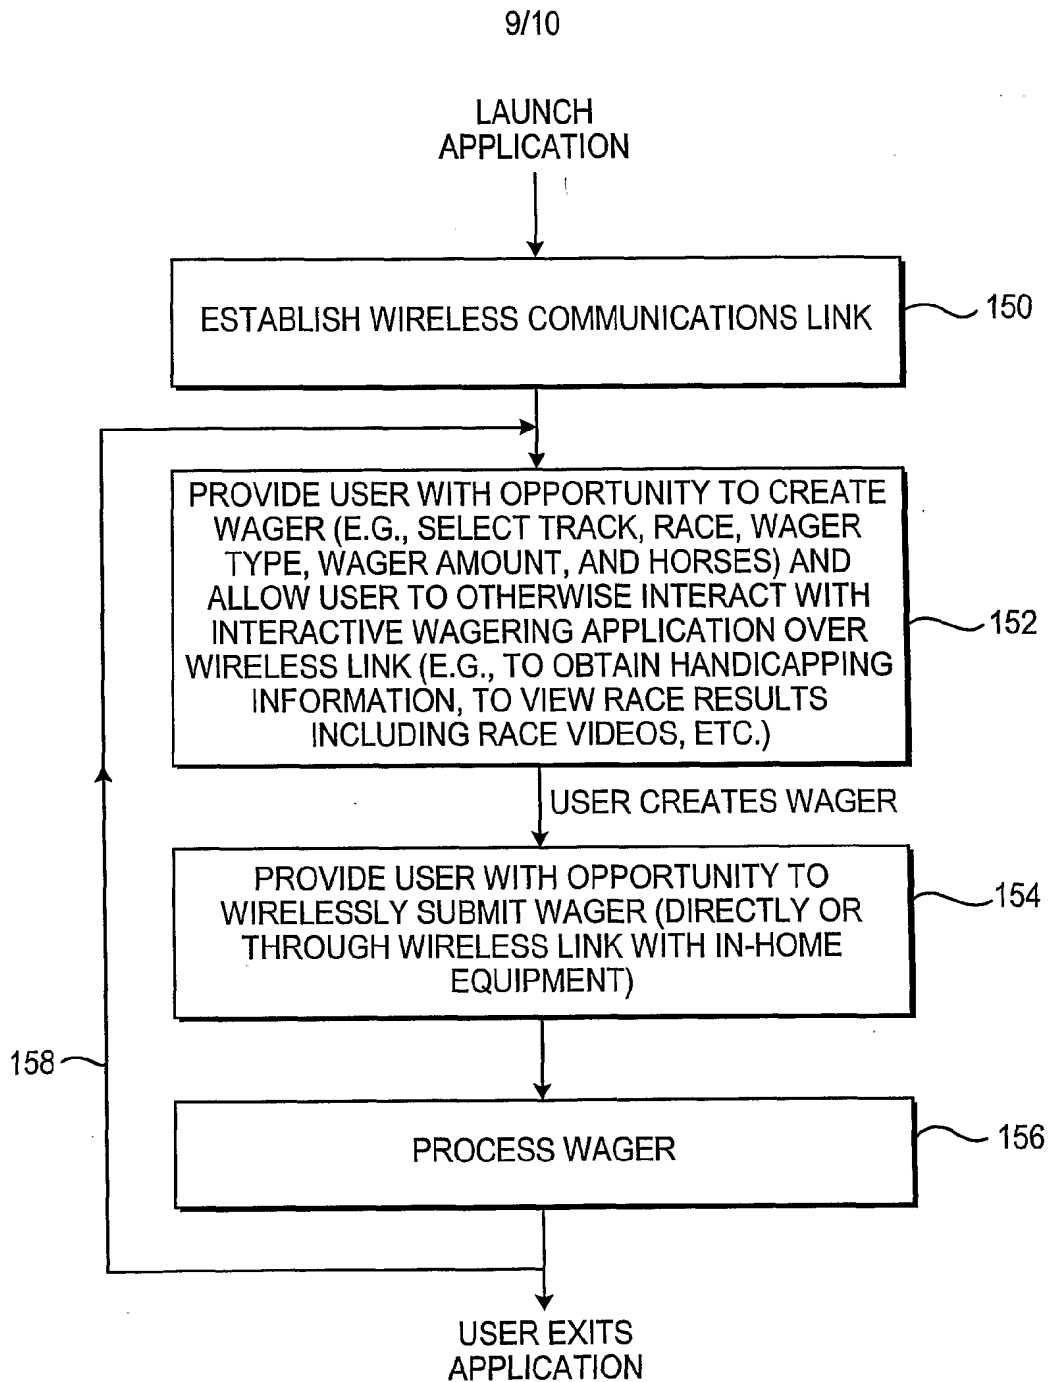 9/10
LAUNCH
APPLICATION
ESTABLISH WIRELESS COMMUNICATIONS LINK
150
PROVIDE USER WITH OPPORTUNITY TO CREATE
WAGER (E.G., SELECT TRACK, RACE, WAGER
TYPE, WAGER AMOUNT, AND HORSES) AND
ALLOW USER TO OTHERWISE INTERACT WITH
INTERACTIVE WAGERING APPLICATION OVER
WIRELESS LINK (E.G., TO OBTAIN HANDICAPPING
INFORMATION, TO VIEW RACE RESULTS
INCLUDING RACE VIDEOS, ETC.)
152
USER CREATES WAGER
PROVIDE USER WITH OPPORTUNITY TO
WIRELESSLY SUBMIT WAGER (DIRECTLY OR
THROUGH WIRELESS LINK WITH IN-HOME
EQUIPMENT)
154
158
PROCESS WAGER
156
USER EXITS
APPLICATION